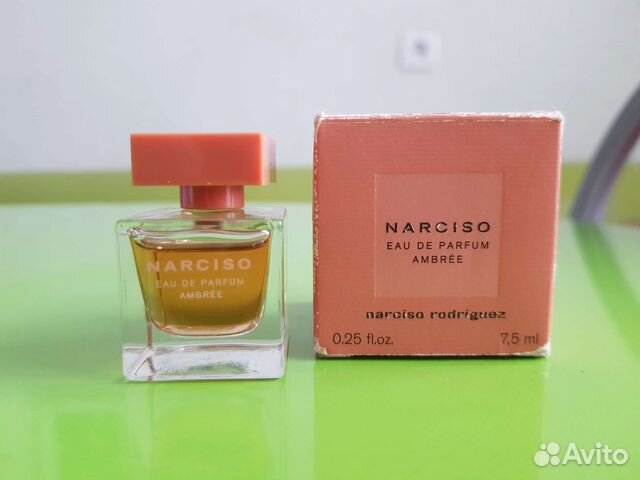 NARCISO
EAU DE PARFUM
AMBRÉE
NARCISO
EAU DE PARFUM
AMBRÉE
narciso rodriguez
0.25 fl.oz. 7,5 ml
Avito